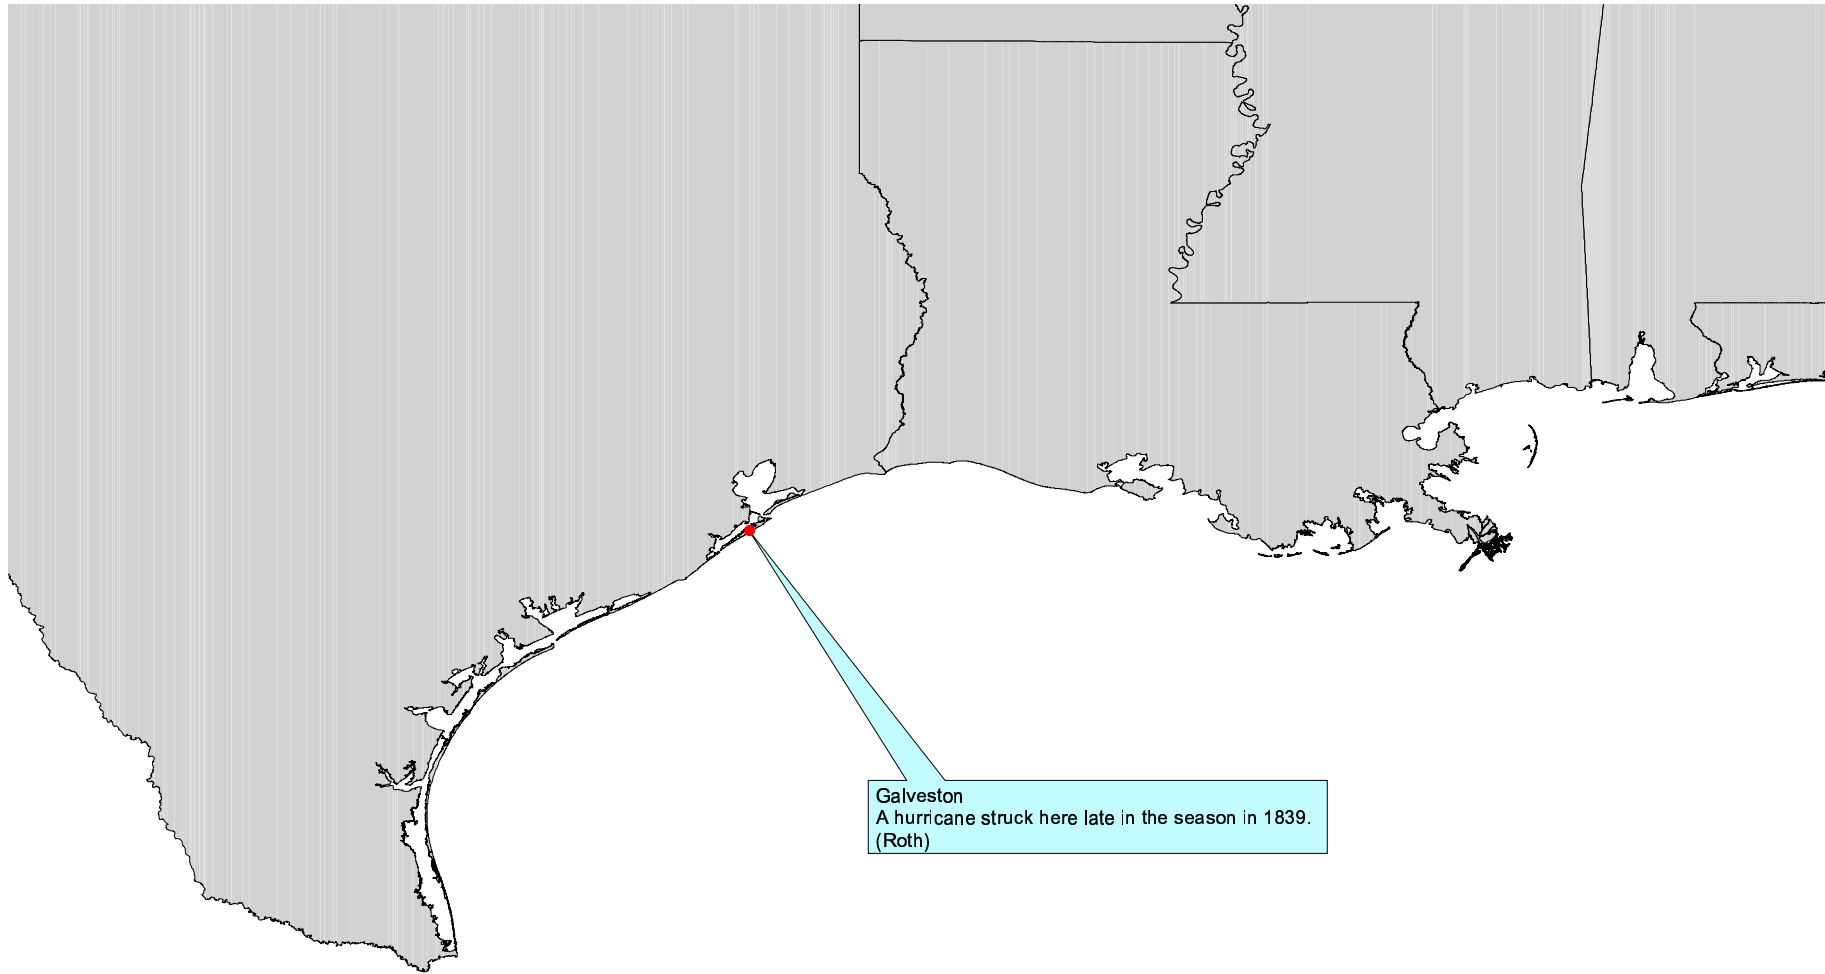 Galveston
A hurricane struck here late in the season in 1839.
(Roth)